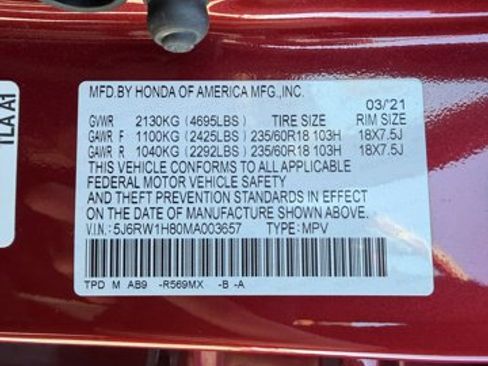 MFD.BY HONDA OF AMERICA MFG.,INC.
03/'21
GVWR 2130KG (4695LBS) TIRE SIZE RIM SIZE
GAWR F 1100KG (2425LBS) 235/60R18 103H 18X7.5J
GAWR R 1040KG (2292LBS) 235/60R18 103H 18X7.5J
THIS VEHICLE CONFORMS TO ALL APPLICABLE
FEDERAL MOTOR VEHICLE SAFETY
AND THEFT PREVENTION STANDARDS IN EFFECT
ON THE DATE OF MANUFACTURE SHOWN ABOVE.
V.I.N.:5J6RW1H80MA003657 TYPE: MPV
TPD M AB9 -R569MX -B -A
1LA A1